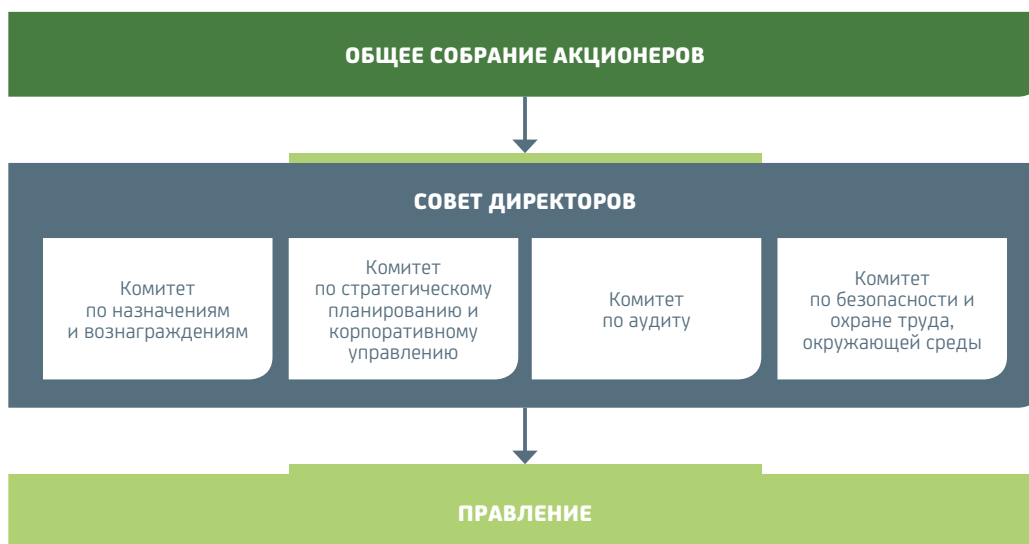 ОБЩЕЕ СОБРАНИЕ АКЦИОНЕРОВ
СОВЕТ ДИРЕКТОРОВ
Комитет
по назначениям
и вознаграждениям
Комитет
по стратегическому
планированию и
корпоративному
управлению
Комитет
по аудиту
Комитет
по безопасности и
охране труда,
окружающей среды
ПРАВЛЕНИЕ